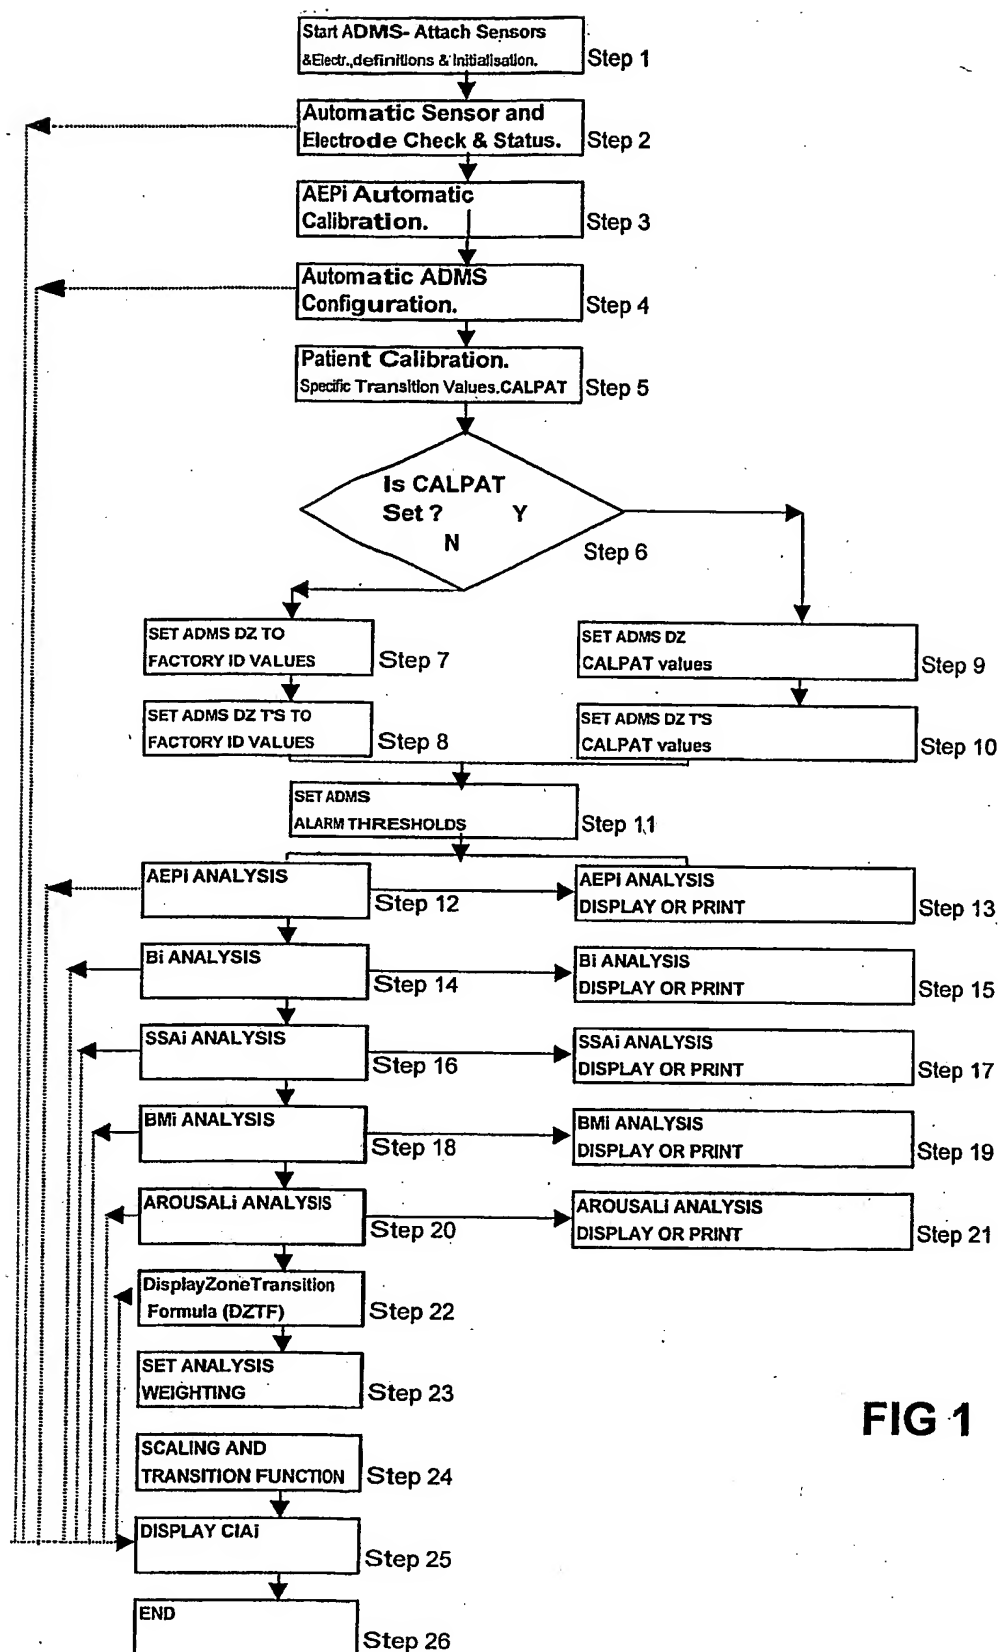 Start ADMS- Attach Sensors
&Electr.,definitions & Initialisation.
Step 1
Automatic Sensor and
Electrode Check & Status.
Step 2
AEPi Automatic
Calibration.
Step 3
Automatic ADMS
Configuration.
Step 4
Patient Calibration.
Specific Transition Values.CALPAT
Step 5
Is CALPAT
Set ? Y
N
Step 6
SET ADMS DZ TO
FACTORY ID VALUES
Step 7
SET ADMS DZ
CALPAT values
Step 9
SET ADMS DZ T'S TO
FACTORY ID VALUES
Step 8
SET ADMS DZ T'S
CALPAT values
Step 10
SET ADMS
ALARM THRESHOLDS
Step 11
AEPi ANALYSIS
Step 12
AEPi ANALYSIS
DISPLAY OR PRINT
Step 13
Bi ANALYSIS
Step 14
Bi ANALYSIS
DISPLAY OR PRINT
Step 15
SSAi ANALYSIS
Step 16
SSAi ANALYSIS
DISPLAY OR PRINT
Step 17
BMi ANALYSIS
Step 18
BMi ANALYSIS
DISPLAY OR PRINT
Step 19
AROUSALi ANALYSIS
Step 20
AROUSALi ANALYSIS
DISPLAY OR PRINT
Step 21
DisplayZoneTransition
Formula (DZTF)
Step 22
SET ANALYSIS
WEIGHTING
Step 23
FIG 1
SCALING AND
TRANSITION FUNCTION
Step 24
DISPLAY CIAi
Step 25
END
Step 26